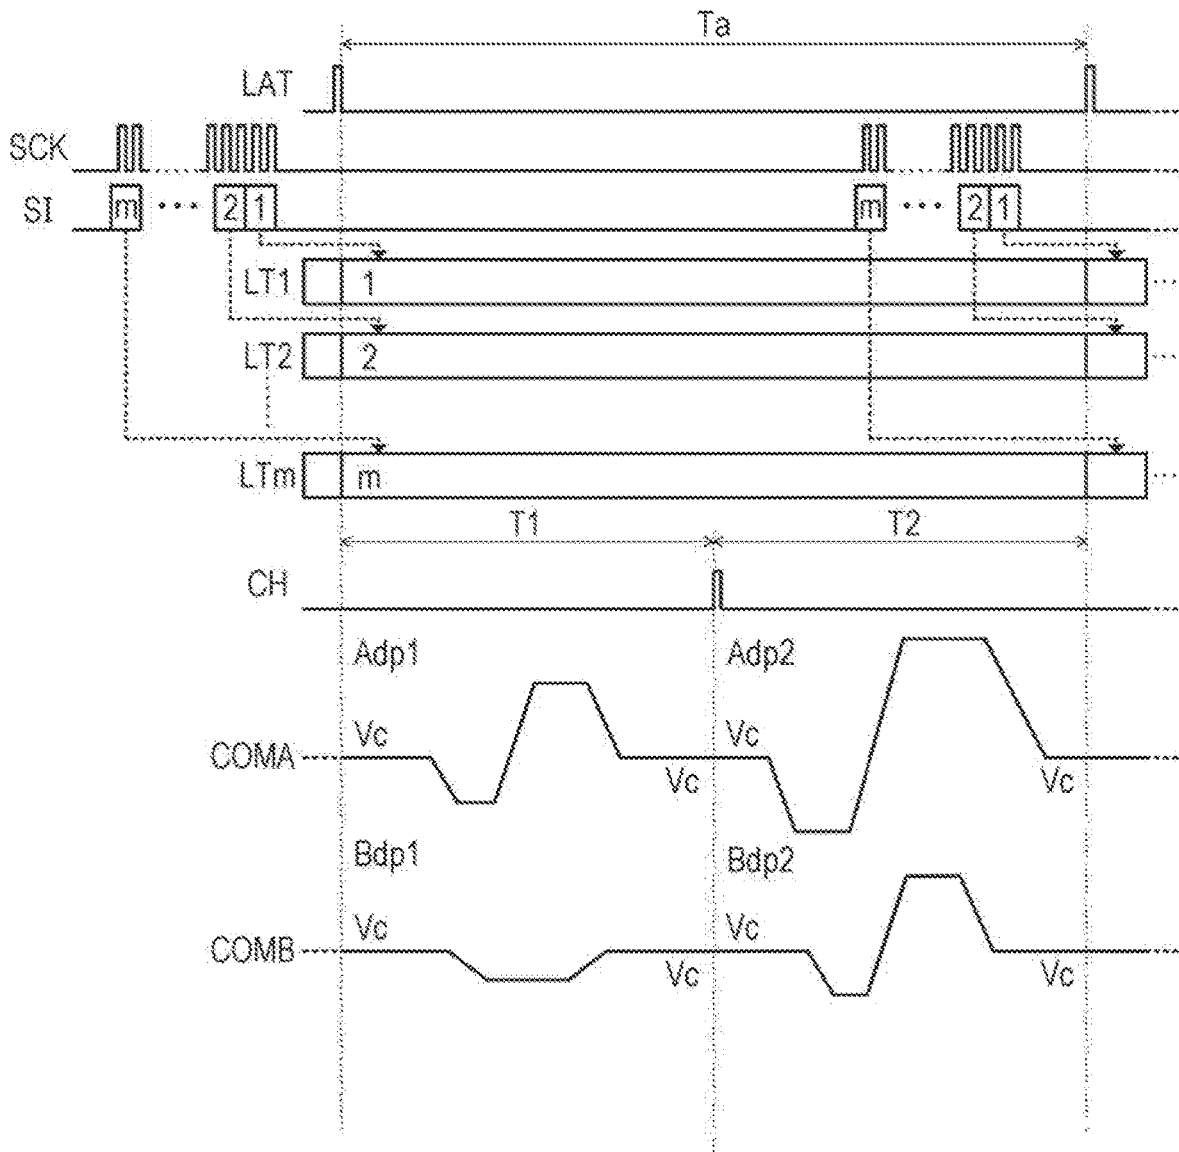 Ta
LAT
SCK
SI m ··· 2 1 m ··· 2 1
LT1 1 ···
LT2 2 ···
LTm m ···
T1 T2
CH
Adp1 Adp2
Vc Vc
COMA
Vc Vc
Bdp1 Bdp2
Vc Vc
COMB
Vc Vc